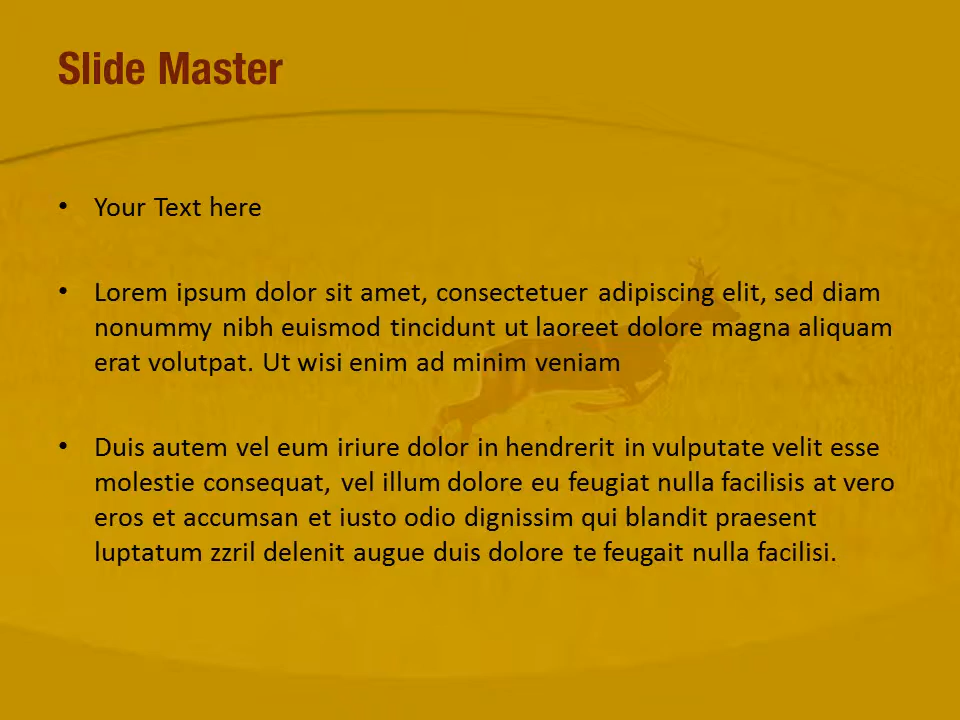 Slide Master
• Your Text here
• Lorem ipsum dolor sit amet, consectetuer adipiscing elit, sed diam
nonummy nibh euismod tincidunt ut laoreet dolore magna aliquam
erat volutpat. Ut wisi enim ad minim veniam
• Duis autem vel eum iriure dolor in hendrerit in vulputate velit esse
molestie consequat, vel illum dolore eu feugiat nulla facilisis at vero
eros et accumsan et iusto odio dignissim qui blandit praesent
luptatum zzril delenit augue duis dolore te feugait nulla facilisi.